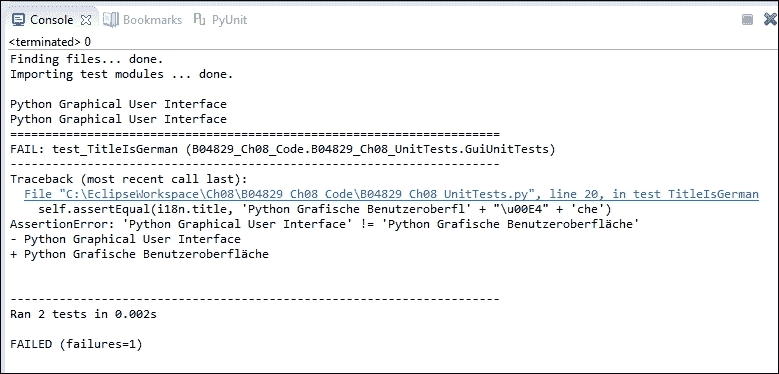 Console Bookmarks PyUnit
<terminated> 0
Finding files... done.
Importing test modules ... done.
Python Graphical User Interface
Python Graphical User Interface
======================================================================
FAIL: test_TitleIsGerman (B04829_Ch08_Code.B04829_Ch08_UnitTests.GuiUnitTests)
----------------------------------------------------------------------
Traceback (most recent call last):
File "C:\EclipseWorkspace\Ch08\B04829_Ch08_Code\B04829_Ch08_UnitTests.py", line 20, in test_TitleIsGerman
self.assertEqual(i18n.title, 'Python Grafische Benutzeroberfl' + "\u00E4" + 'che')
AssertionError: 'Python Graphical User Interface' != 'Python Grafische Benutzeroberfläche'
- Python Graphical User Interface
+ Python Grafische Benutzeroberfläche
----------------------------------------------------------------------
Ran 2 tests in 0.002s
FAILED (failures=1)